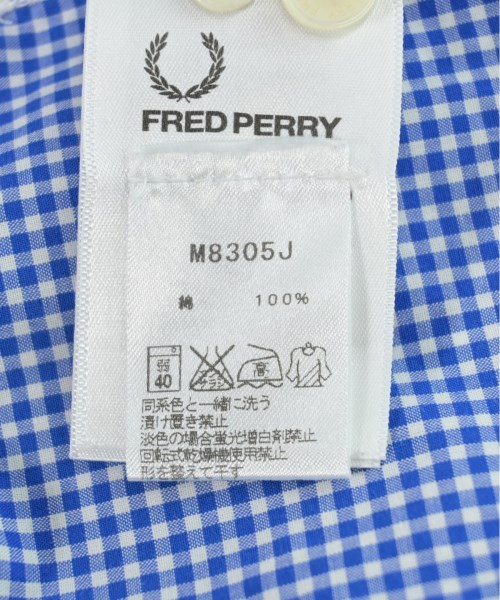 FRED PERRY
M8305J
綿 100%
弱
40
高
同系色と一緒に洗う
漬け置き禁止
淡色の場合蛍光増白剤禁止
回転式乾燥機使用禁止
形を整えて干す